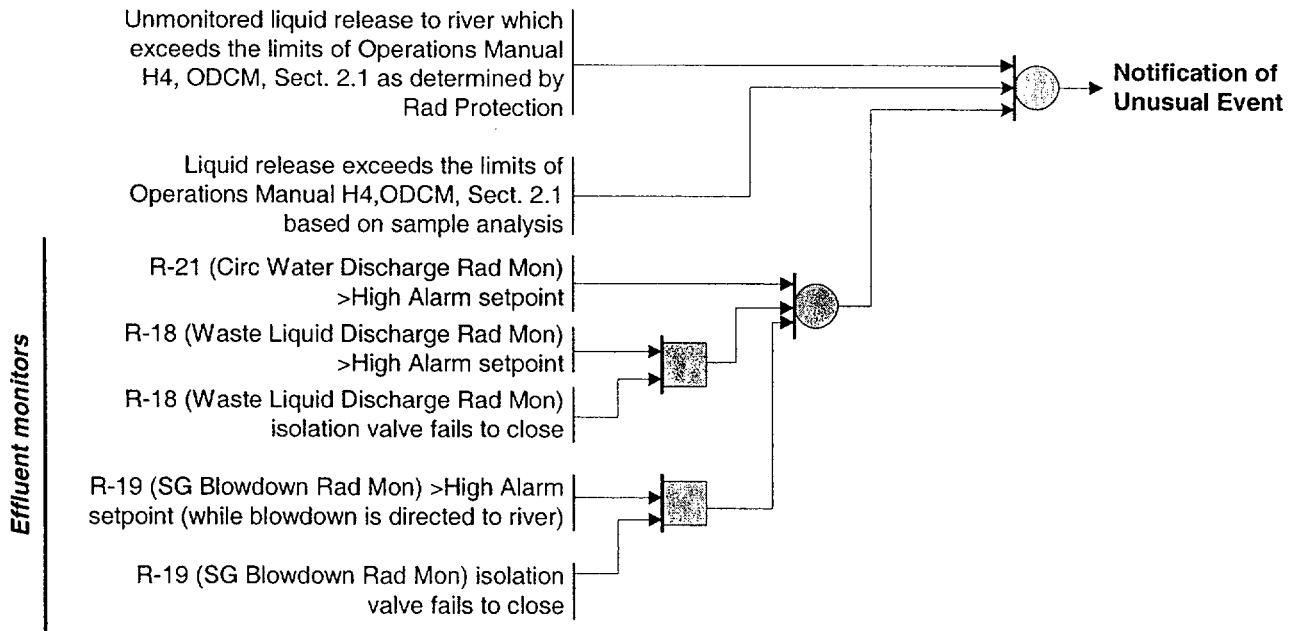 Unmonitored liquid release to river which
exceeds the limits of Operations Manual
H4, ODCM, Sect. 2.1 as determined by
Rad Protection
Notification of
Unusual Event
Liquid release exceeds the limits of
Operations Manual H4,ODCM, Sect. 2.1
based on sample analysis
Effluent monitors
R-21 (Circ Water Discharge Rad Mon)
>High Alarm setpoint
R-18 (Waste Liquid Discharge Rad Mon)
>High Alarm setpoint
R-18 (Waste Liquid Discharge Rad Mon)
isolation valve fails to close
R-19 (SG Blowdown Rad Mon) >High Alarm
setpoint (while blowdown is directed to river)
R-19 (SG Blowdown Rad Mon) isolation
valve fails to close